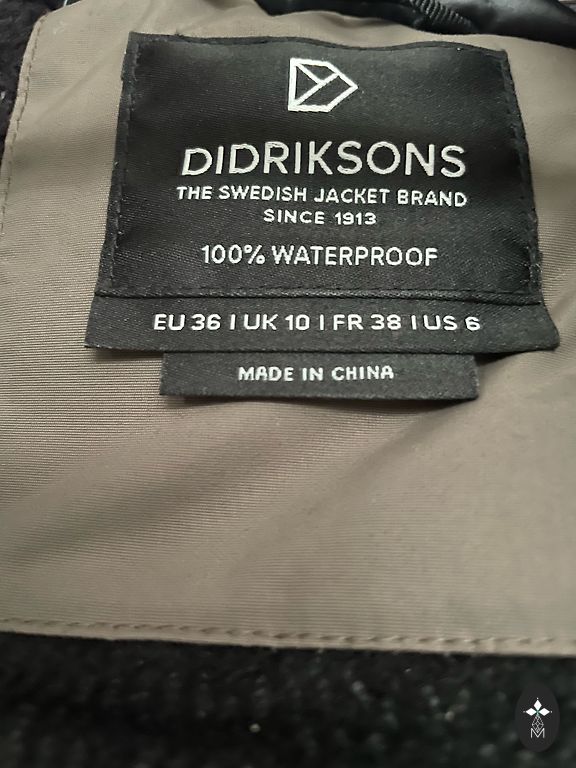 DIDRIKSONS
THE SWEDISH JACKET BRAND
SINCE 1913
100% WATERPROOF
EU 36 I UK 10 I FR 38 I US 6
MADE IN CHINA
M